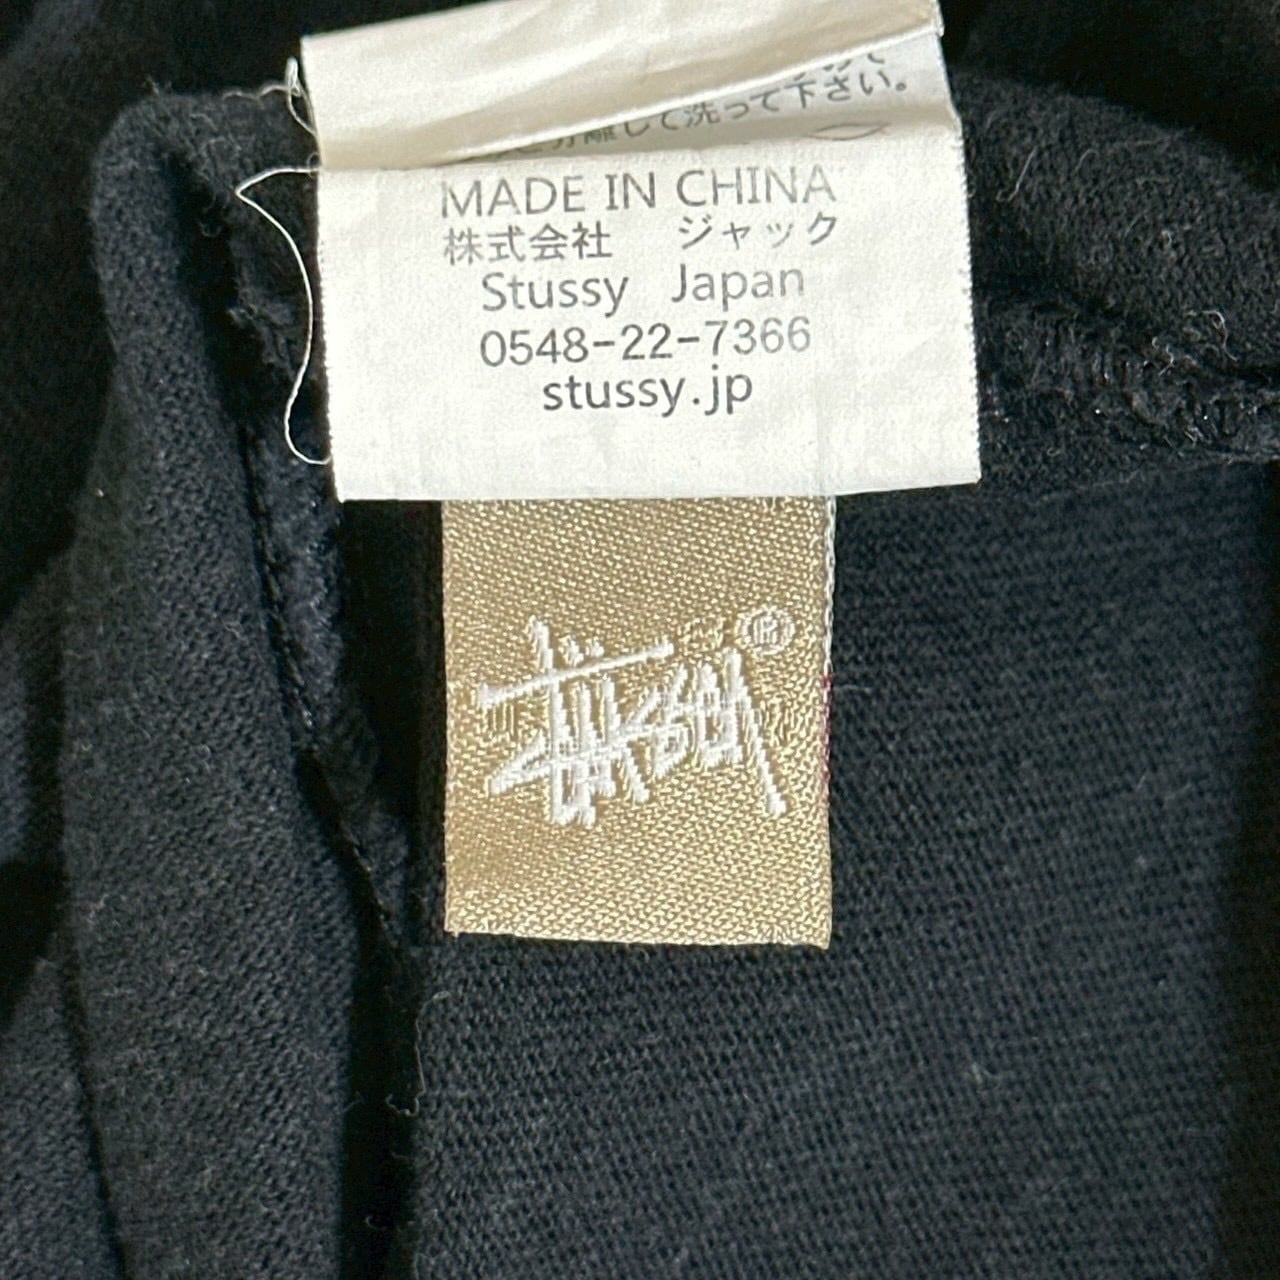 離して洗って下さい。
MADE IN CHINA
株式会社 ジャック
Stussy Japan
0548-22-7366
stussy.jp
Stüssy ®